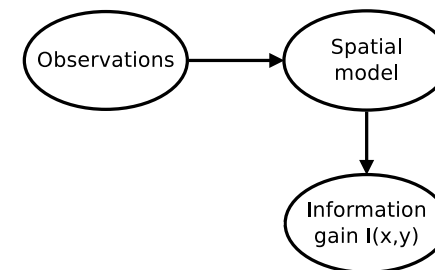 Observations
Spatial
model
Information
gain I(x,y)